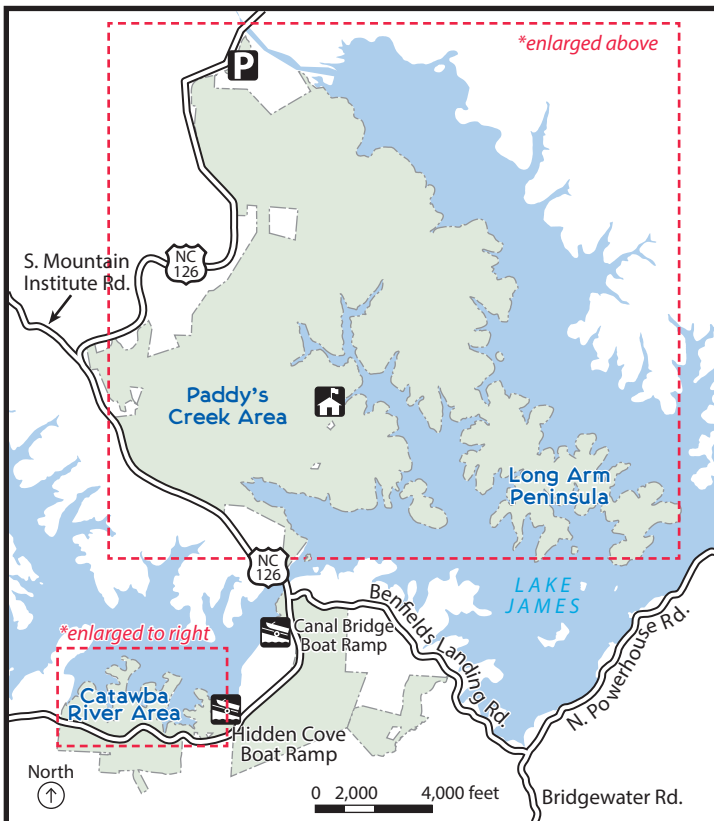 *enlarged above
P
S. Mountain
Institute Rd.
NC
126
Paddy's
Creek Area
Long Arm
Peninsula
NC
126
LAKE
JAMES
Benfields Landing Rd.
N. Powerhouse Rd.
Canal Bridge
Boat Ramp
*enlarged to right
Catawba
River Area
Hidden Cove
Boat Ramp
North
0 2,000 4,000 feet
Bridgewater Rd.